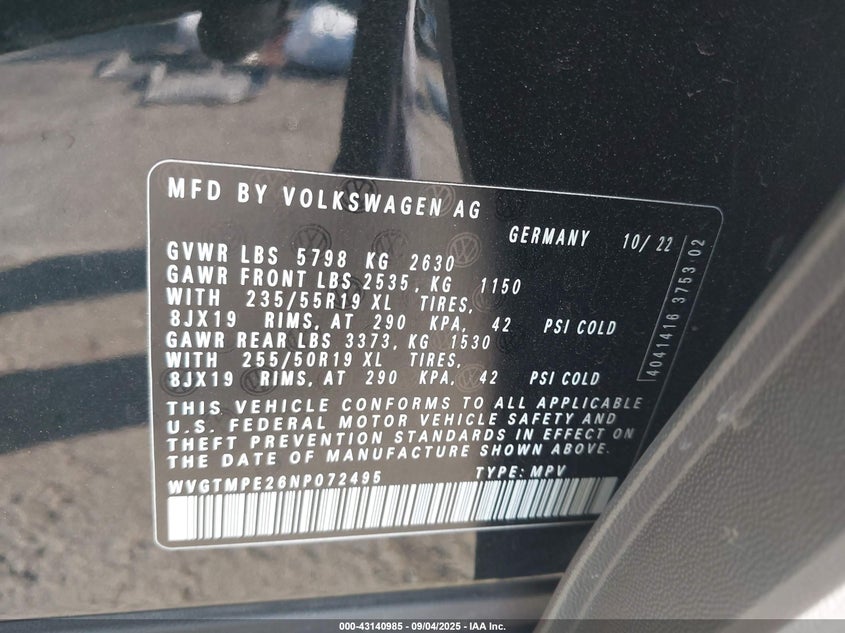 MFD BY VOLKSWAGEN AG
GERMANY 10/ 22
GVWR LBS 5798 KG 2630
GAWR FRONT LBS 2535, KG 1150
WITH 235/55R19 XL TIRES,
8JX19 RIMS, AT 290 KPA, 42 PSI COLD
GAWR REAR LBS 3373, KG 1530
WITH 255/50R19 XL TIRES,
8JX19 RIMS, AT 290 KPA, 42 PSI COLD
THIS VEHICLE CONFORMS TO ALL APPLICABLE
U.S. FEDERAL MOTOR VEHICLE SAFETY AND
THEFT PREVENTION STANDARDS IN EFFECT ON
THE DATE OF MANUFACTURE SHOWN ABOVE.
WVGTMPE26NP072495 TYPE: MPV
4041416 3753 02
000-43140985 - 09/04/2025 - IAA Inc.